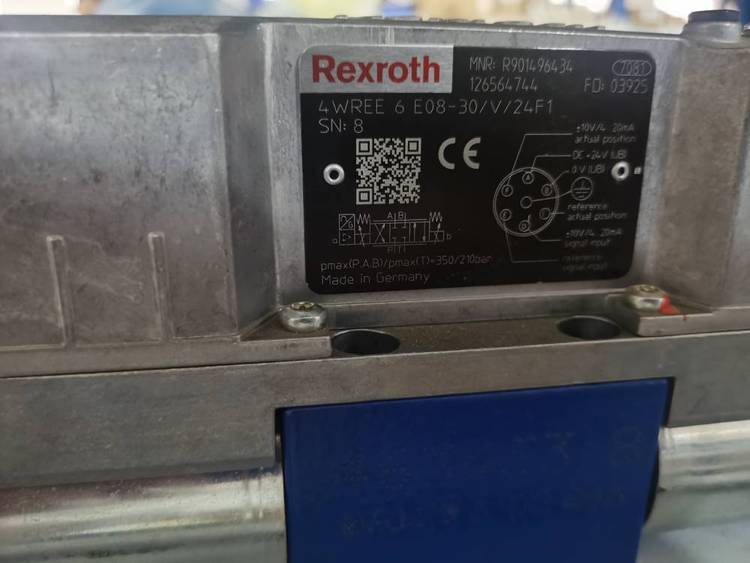 Rexroth
MNR: R901496434 7081
126564744 FD: 03925
4WREE 6 E08-30/V/24F1
SN: 8
CE
±10V/4 20mA
actual position
DC +24V (UB)
0 V (UB)
reference
actual position
±10V/4 20mA
signal input
reference
signal input
A B
a b
P T
pmax(P.A.B)/pmax(T)=350/210bar
Made in Germany